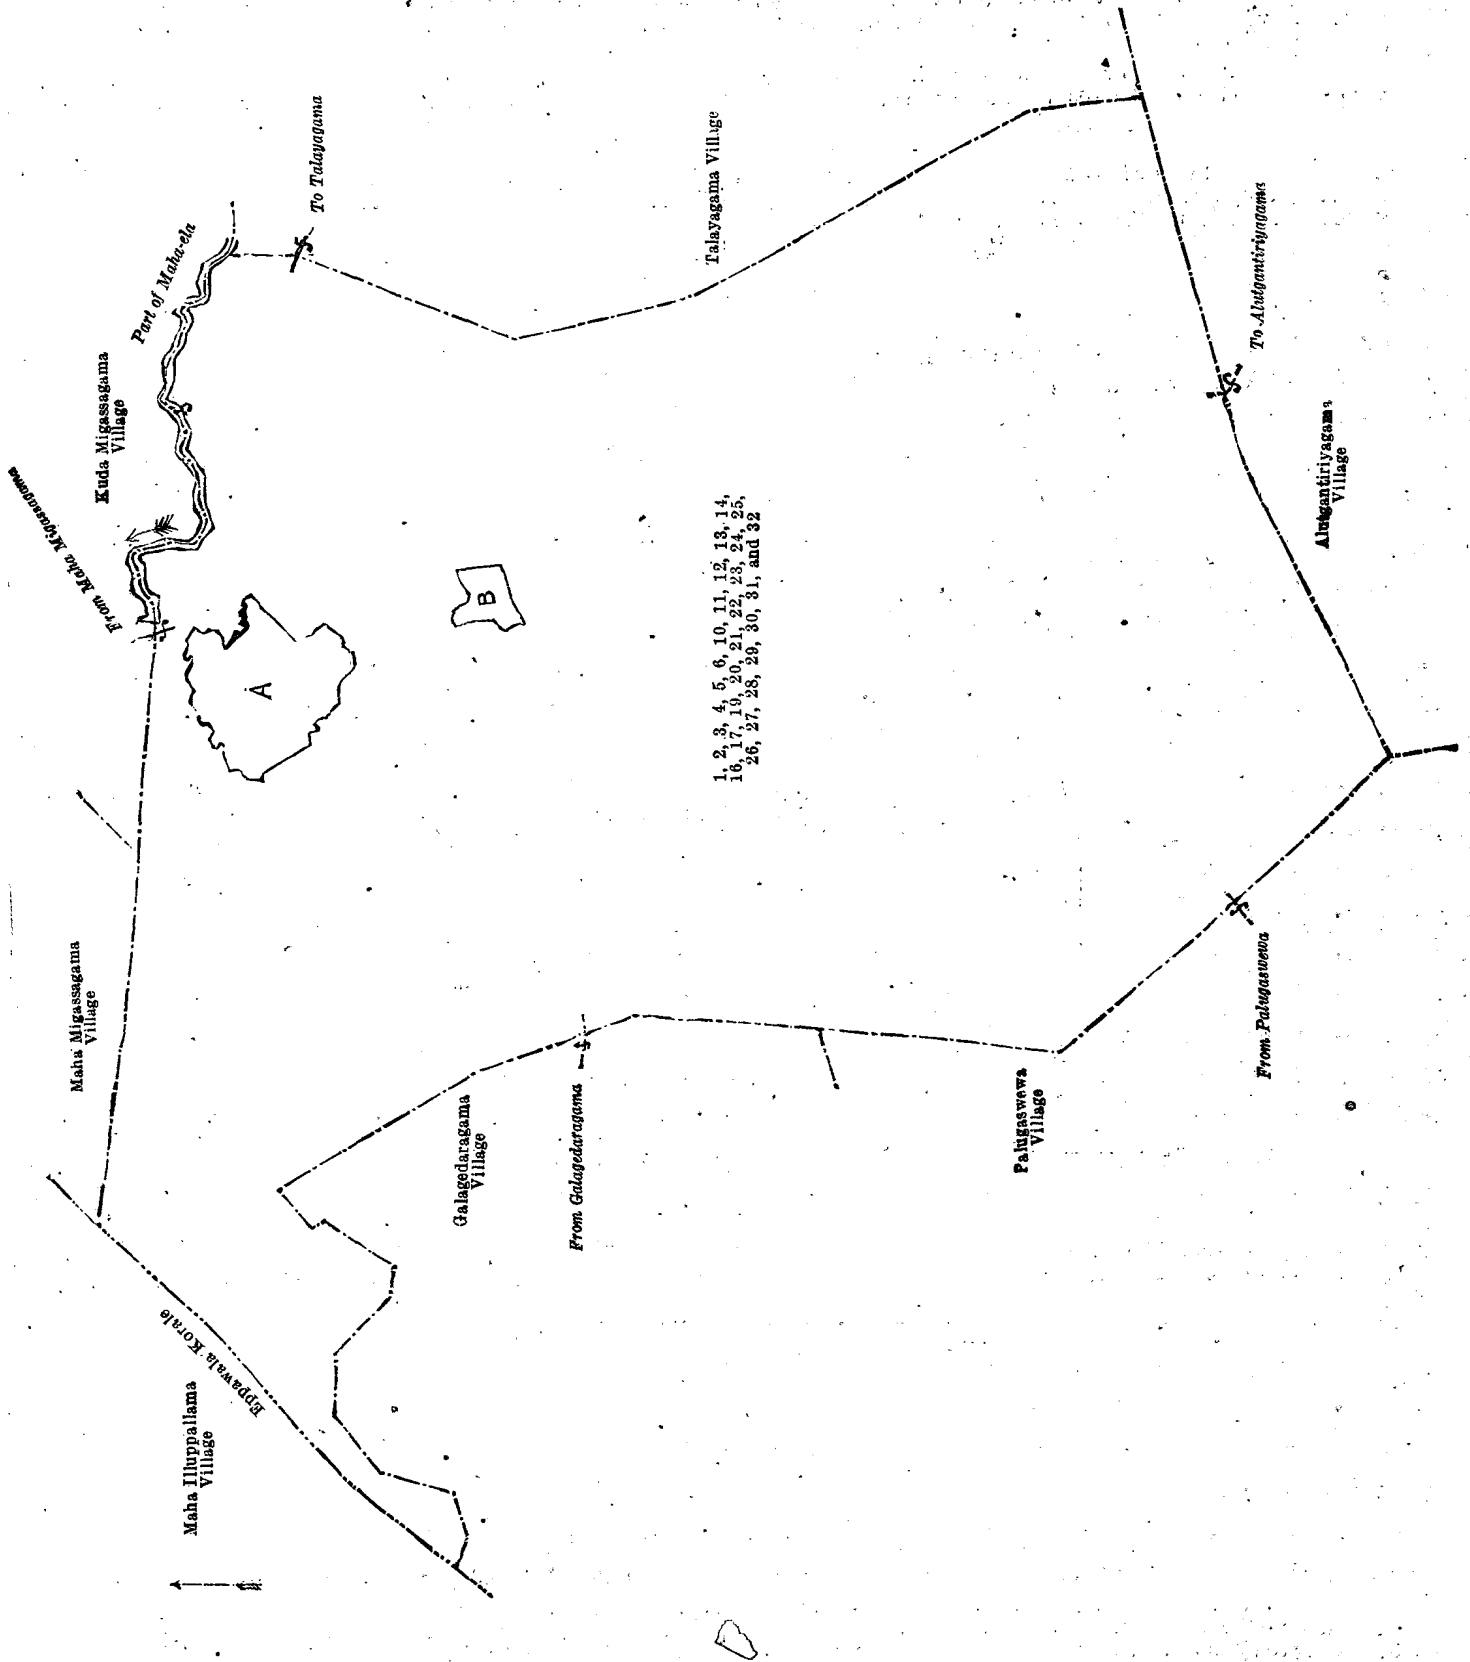 From Maha Migassagama
Kuda Migassagama
Village
Part of Maha-ela
To Talayagama
Talayagama Village
To Alutgantiriyagama
Alutgantiriyagama
Village
A
B
1, 2, 3, 4, 5, 6, 10, 11, 12, 13, 14,
16, 17, 19, 20, 21, 22, 23, 24, 25,
26, 27, 28, 29, 30, 31, and 32
Maha Migassagama
Village
Galagedaragama
Village
From Galagedaragama
Palugaswewa
Village
From Palugaswewa
Eppawala Korale
Maha Illuppallama
Village